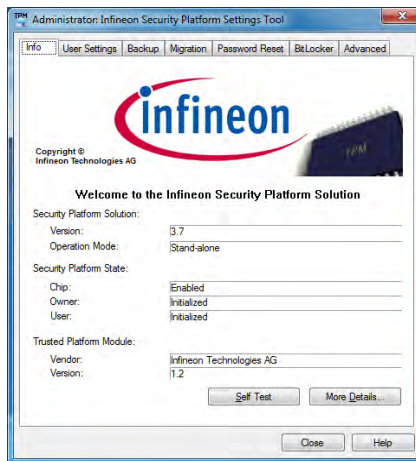 Administrator: Infineon Security Platform Settings Tool
Info User Settings Backup Migration Password Reset BitLocker Advanced
infineon
Copyright ©
Infineon Technologies AG
TPM
Welcome to the Infineon Security Platform Solution
Security Platform Solution:
Version: 3.7
Operation Mode: Stand-alone
Security Platform State:
Chip: Enabled
Owner: Initialized
User: Initialized
Trusted Platform Module:
Vendor: Infineon Technologies AG
Version: 1.2
Self Test More Details...
Close Help